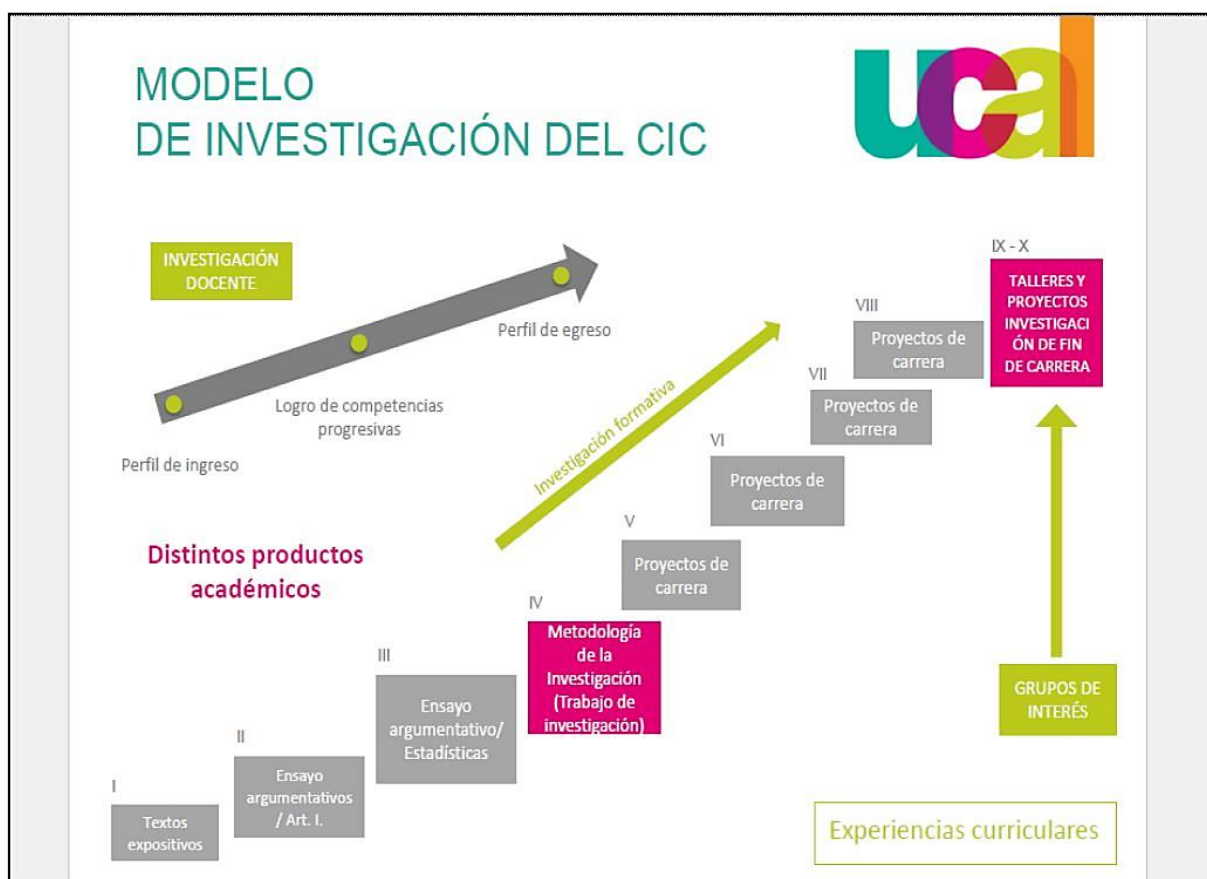 MODELO
DE INVESTIGACIÓN DEL CIC
ucal
INVESTIGACIÓN
DOCENTE
Perfil de egreso
Logro de competencias
progresivas
Perfil de ingreso
Investigación formativa
Distintos productos
académicos
I
Textos
expositivos
II
Ensayo
argumentativos
/ Art. I.
III
Ensayo
argumentativo/
Estadísticas
IV
Metodología
de la
Investigación
(Trabajo de
investigación)
V
Proyectos de
carrera
VI
Proyectos de
carrera
VII
Proyectos de
carrera
VIII
Proyectos de
carrera
IX - X
TALLERES Y
PROYECTOS
INVESTIGACI
ÓN DE FIN
DE CARRERA
GRUPOS DE
INTERÉS
Experiencias curriculares